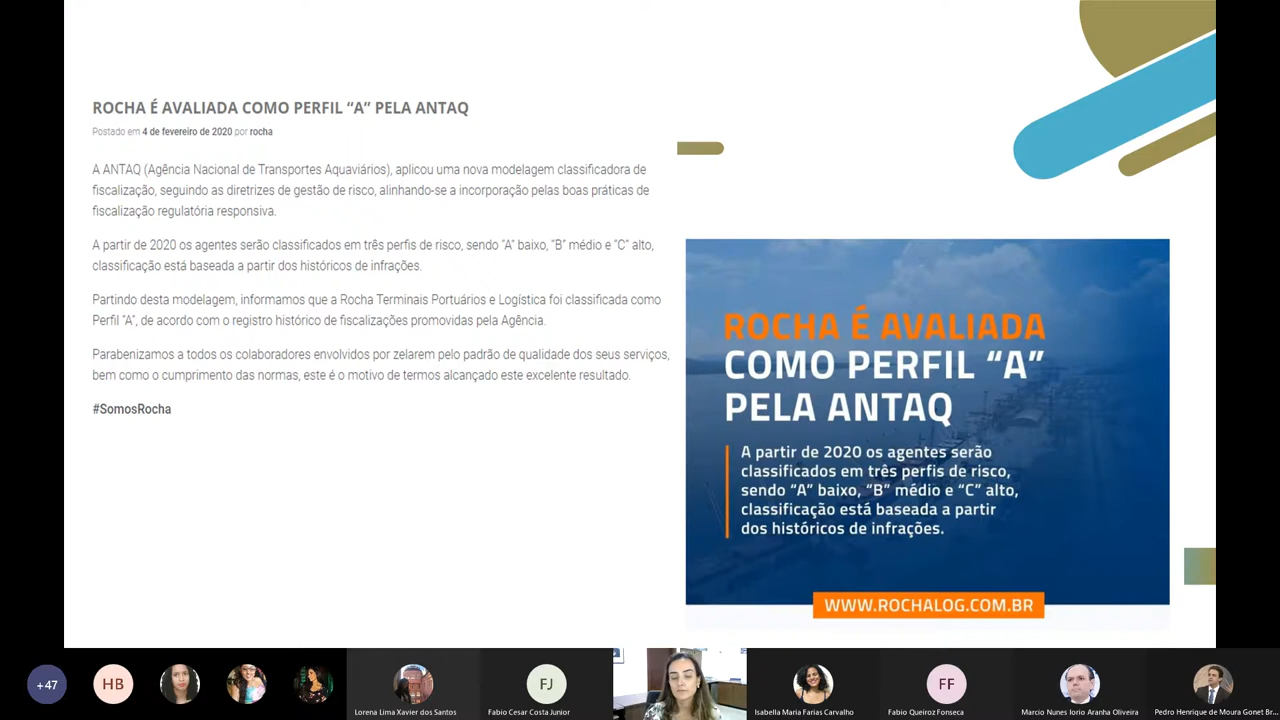 ROCHA É AVALIADA COMO PERFIL “A” PELA ANTAQ
Postado em 4 de fevereiro de 2020 por rocha
A ANTAQ (Agência Nacional de Transportes Aquaviários), aplicou uma nova modelagem classificadora de
fiscalização, seguindo as diretrizes de gestão de risco, alinhando-se a incorporação pelas boas práticas de
fiscalização regulatória responsiva.
A partir de 2020 os agentes serão classificados em três perfis de risco, sendo “A” baixo, “B” médio e “C” alto,
classificação está baseada a partir dos históricos de infrações.
Partindo desta modelagem, informamos que a Rocha Terminais Portuários e Logística foi classificada como
Perfil “A”, de acordo com o registro histórico de fiscalizações promovidas pela Agência.
Parabenizamos a todos os colaboradores envolvidos por zelarem pelo padrão de qualidade dos seus serviços,
bem como o cumprimento das normas, este é o motivo de termos alcançado este excelente resultado.
#SomosRocha
ROCHA É AVALIADA
COMO PERFIL “A”
PELA ANTAQ
A partir de 2020 os agentes serão
classificados em três perfis de risco,
sendo “A” baixo, “B” médio e “C” alto,
classificação está baseada a partir
dos históricos de infrações.
WWW.ROCHALOG.COM.BR
+47
HB
Lorena Lima Xavier dos Santos
FJ
Fabio Cesar Costa Junior
Isabella Maria Farias Carvalho
FF
Fabio Queiroz Fonseca
Marcio Nunes Iorio Aranha Oliveira
Pedro Henrique de Moura Gonet Br...